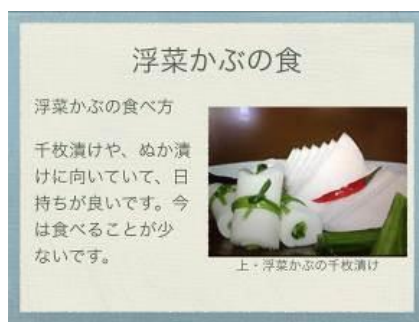 浮菜かぶの食
浮菜かぶの食べ方
千枚漬けや、ぬか漬
けに向いていて、日
持ちが良いです。今
は食べることが少
ないです。
上・浮菜かぶの千枚漬け